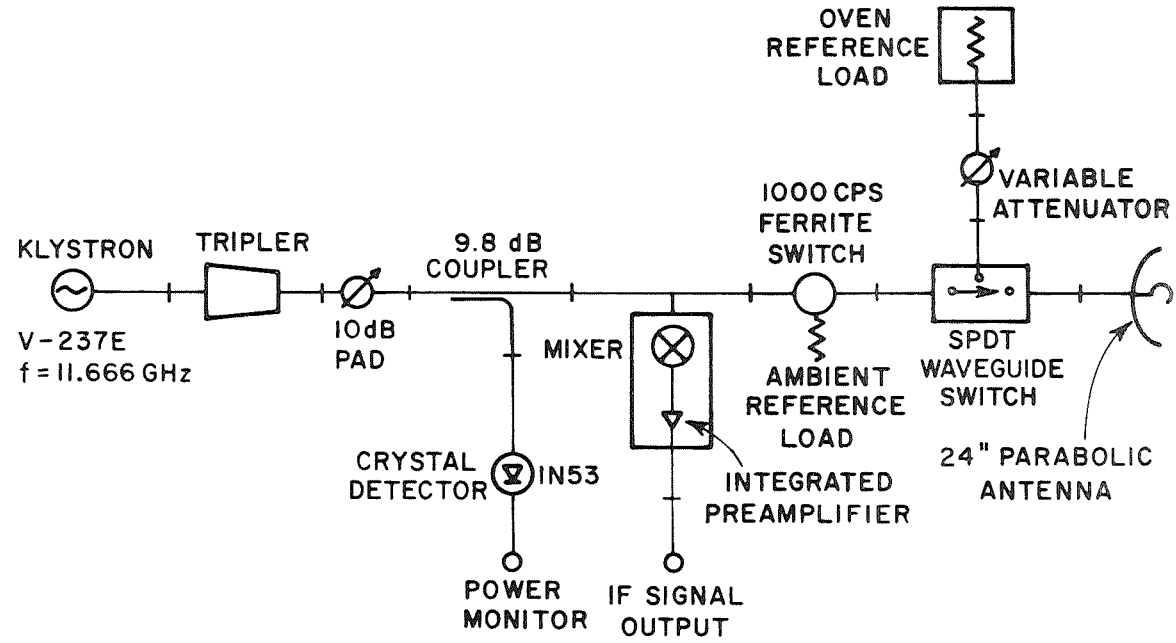 OVEN
REFERENCE
LOAD
VARIABLE
ATTENUATOR
1000 CPS
FERRITE
SWITCH
KLYSTRON
TRIPLER
9.8 dB
COUPLER
V-237E
f = 11.666 GHz
10dB
PAD
MIXER
AMBIENT
REFERENCE
LOAD
SPDT
WAVEGUIDE
SWITCH
24" PARABOLIC
ANTENNA
CRYSTAL
DETECTOR
IN53
INTEGRATED
PREAMPLIFIER
POWER
MONITOR
IF SIGNAL
OUTPUT